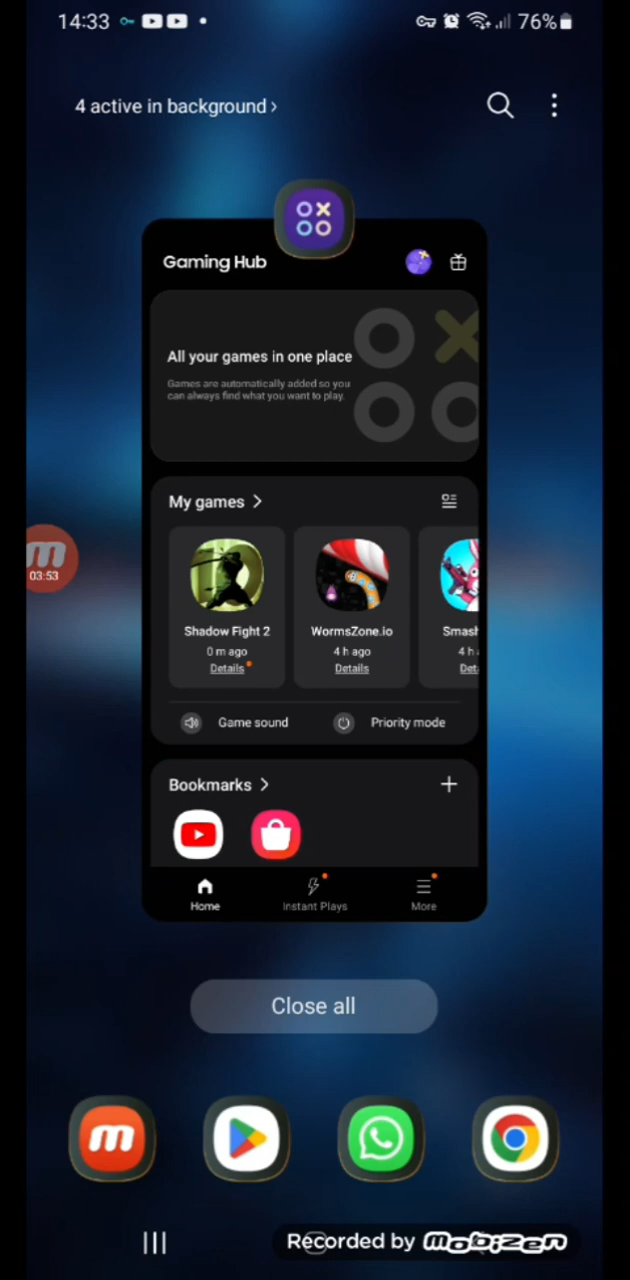 14:33
76%
4 active in background >
Gaming Hub
All your games in one place
Games are automatically added so you
can always find what you want to play.
My games >
Shadow Fight 2
0 m ago
Details
WormsZone.io
4 h ago
Details
Smash
4 h a
Deta
03:53
Game sound
Priority mode
Bookmarks >
Home
Instant Plays
More
Close all
Recorded by mobizen